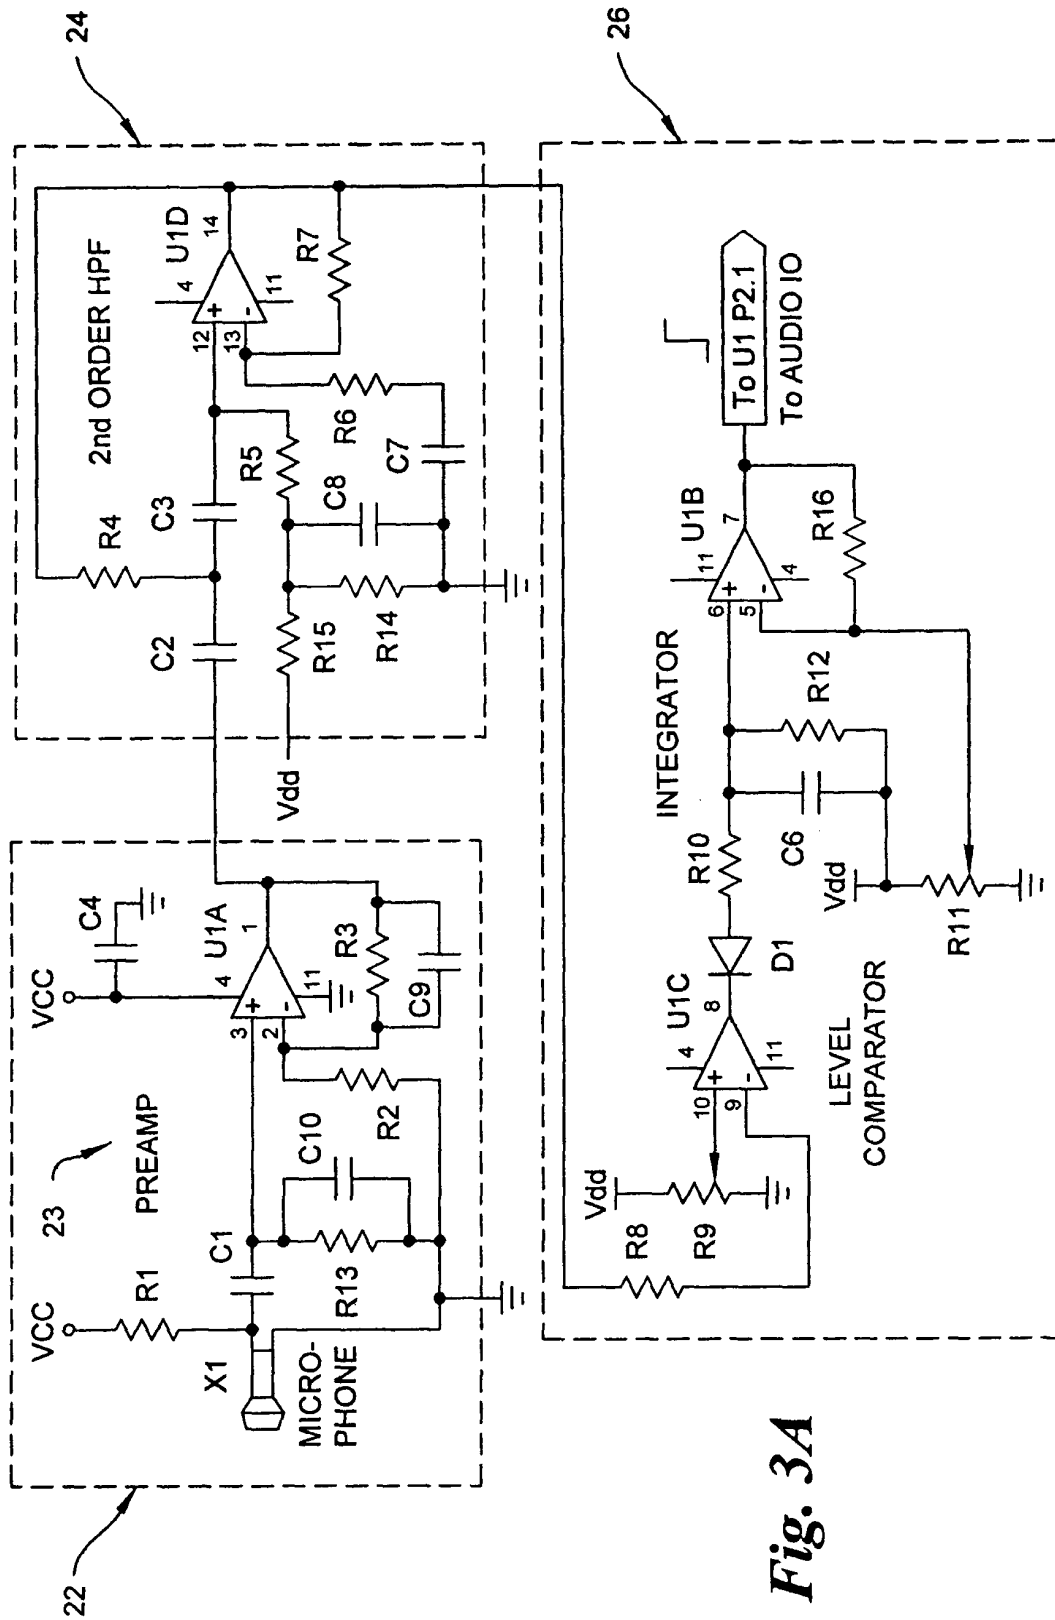 22
23
24
26
VCC
R1
PREAMP
VCC
C4
X1
C1
MICRO-
PHONE
R13
C10
R2
3
2
+
-
4
U1A
1
11
R3
C9
Vdd
R15
R14
C2
R4
C3
2nd ORDER HPF
R5
C8
C7
R6
12
13
+
-
4
U1D
14
11
R7
R8
Vdd
R9
10
9
+
-
4
U1C
8
11
LEVEL
COMPARATOR
D1
R10
INTEGRATOR
C6
R12
Vdd
R11
6
5
+
-
11
U1B
7
4
R16
To U1 P2.1
To AUDIO IO
Fig. 3A